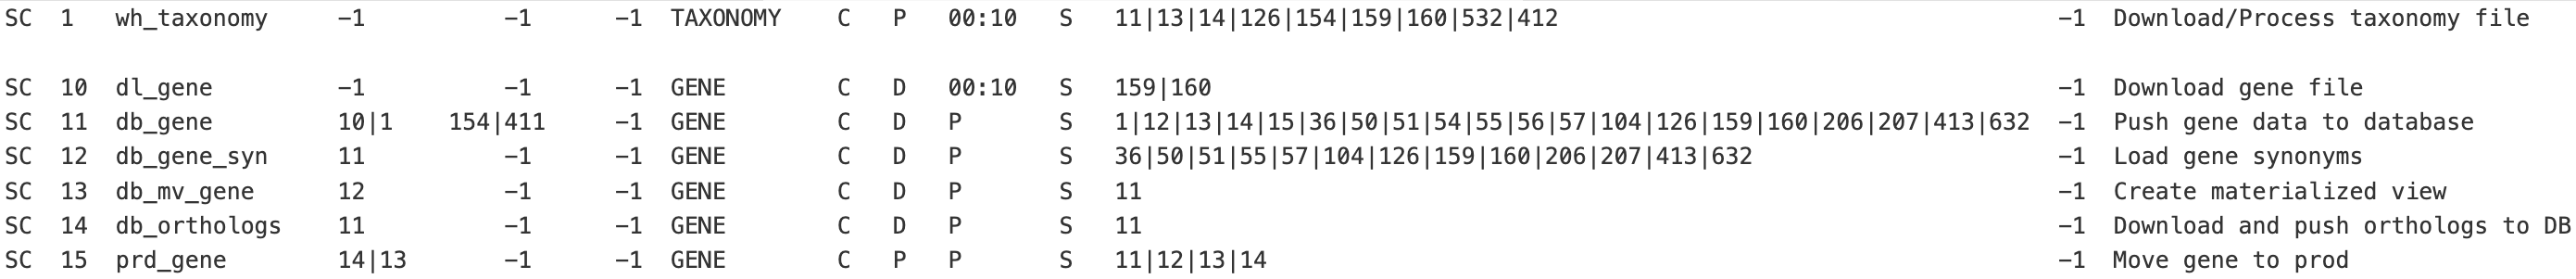 SC 1 wh_taxonomy -1 -1 -1 TAXONOMY C P 00:10 S 11|13|14|126|154|159|160|532|412 -1 Download/Process taxonomy file
SC 10 dl_gene -1 -1 -1 GENE C D 00:10 S 159|160 -1 Download gene file
SC 11 db_gene 10|1 154|411 -1 GENE C D P S 1|12|13|14|15|36|50|51|54|55|56|57|104|126|159|160|206|207|413|632 -1 Push gene data to database
SC 12 db_gene_syn 11 -1 -1 GENE C D P S 36|50|51|55|57|104|126|159|160|206|207|413|632 -1 Load gene synonyms
SC 13 db_mv_gene 12 -1 -1 GENE C D P S 11 -1 Create materialized view
SC 14 db_orthologs 11 -1 -1 GENE C D P S 11 -1 Download and push orthologs to DB
SC 15 prd_gene 14|13 -1 -1 GENE C P P S 11|12|13|14 -1 Move gene to prod